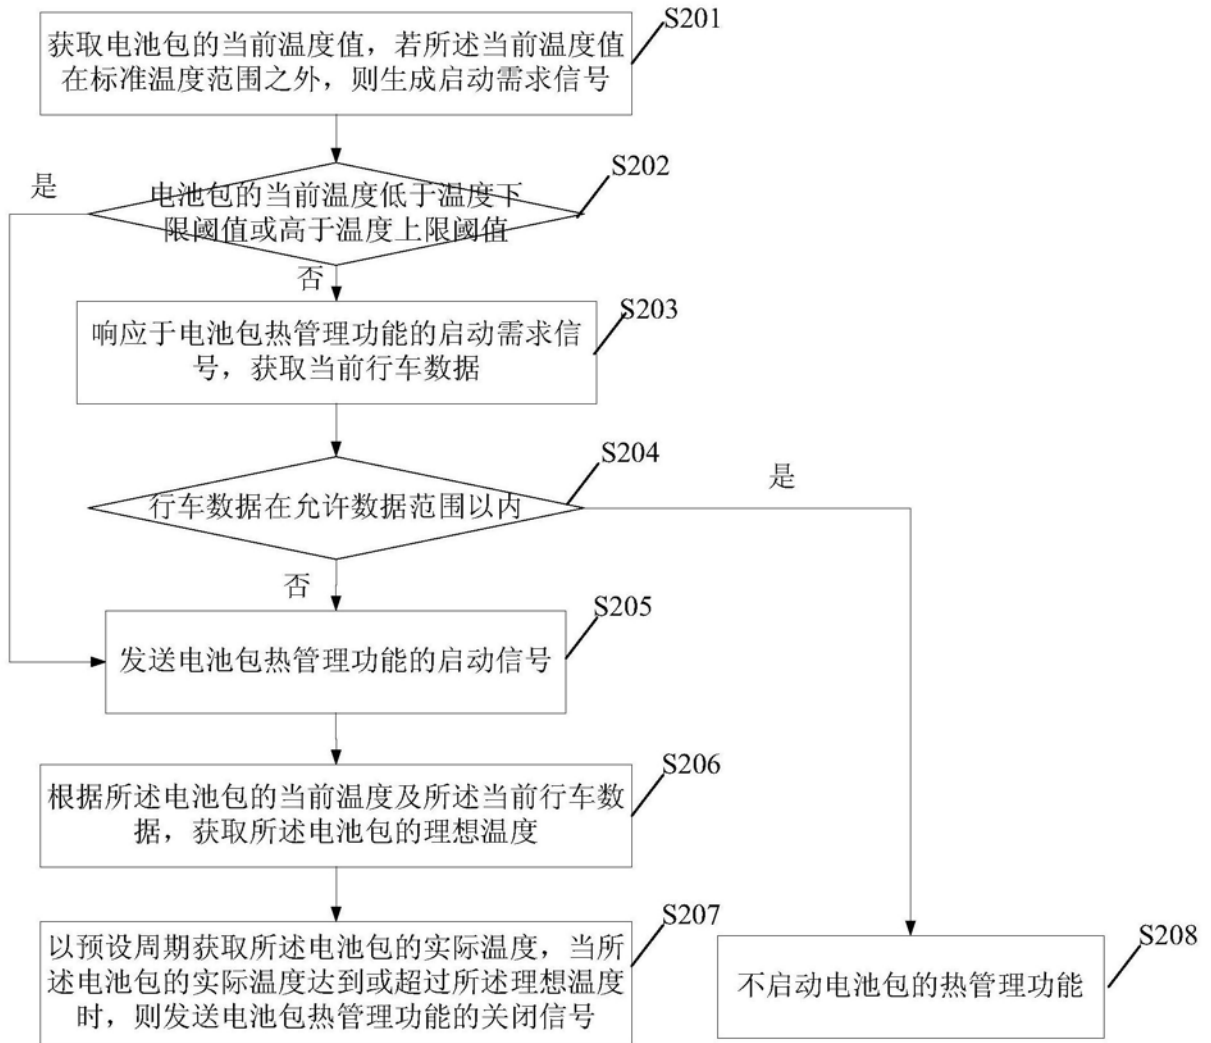 S201
获取电池包的当前温度值，若所述当前温度值
在标准温度范围之外，则生成启动需求信号
S202
是
电池包的当前温度低于温度下
限阈值或高于温度上限阈值
否
S203
响应于电池包热管理功能的启动需求信
号，获取当前行车数据
S204
是
行车数据在允许数据范围以内
否
S205
发送电池包热管理功能的启动信号
S206
根据所述电池包的当前温度及所述当前行车数
据，获取所述电池包的理想温度
S207
以预设周期获取所述电池包的实际温度，当所
述电池包的实际温度达到或超过所述理想温度
时，则发送电池包热管理功能的关闭信号
S208
不启动电池包的热管理功能